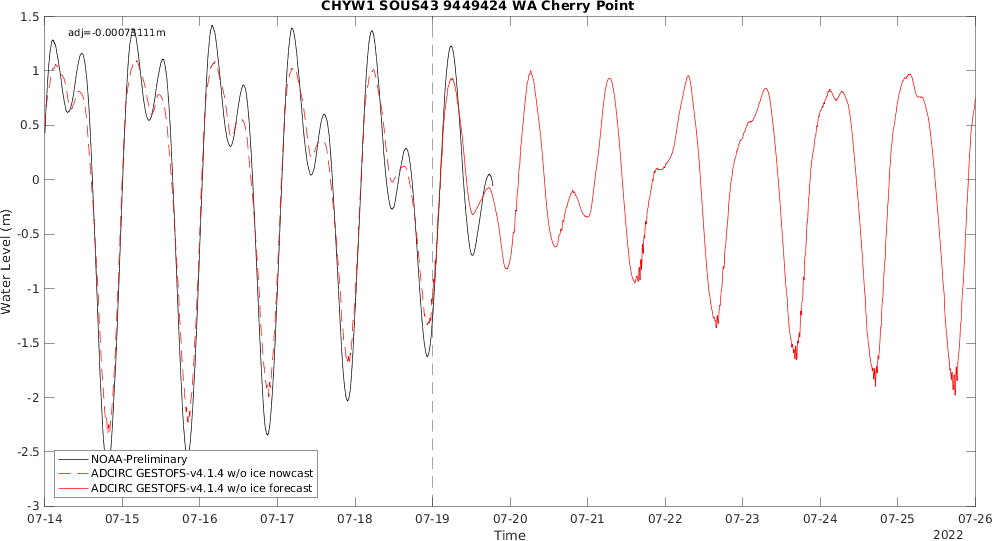 CHYW1 SOUS43 9449424 WA Cherry Point
adj=-0.00073111m
1.5
1
0.5
0
-0.5
-1
-1.5
-2
-2.5
-3
Water Level (m)
NOAA-Preliminary
ADCIRC GESTOFS-v4.1.4 w/o ice nowcast
ADCIRC GESTOFS-v4.1.4 w/o ice forecast
07-14 07-15 07-16 07-17 07-18 07-19 07-20 07-21 07-22 07-23 07-24 07-25 07-26
Time
2022